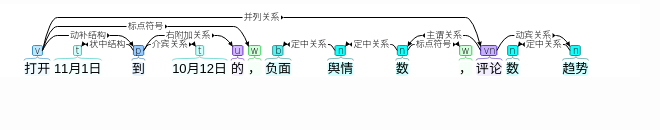 并列关系
标点符号
动补结构 右附加关系 主谓关系 动宾关系
状中结构 介宾关系 定中关系 定中关系 标点符号 定中关系
v t p t u w b n n w vn n n
打开 11月1日 到 10月12日 的 , 负面 舆情 数 , 评论 数 趋势